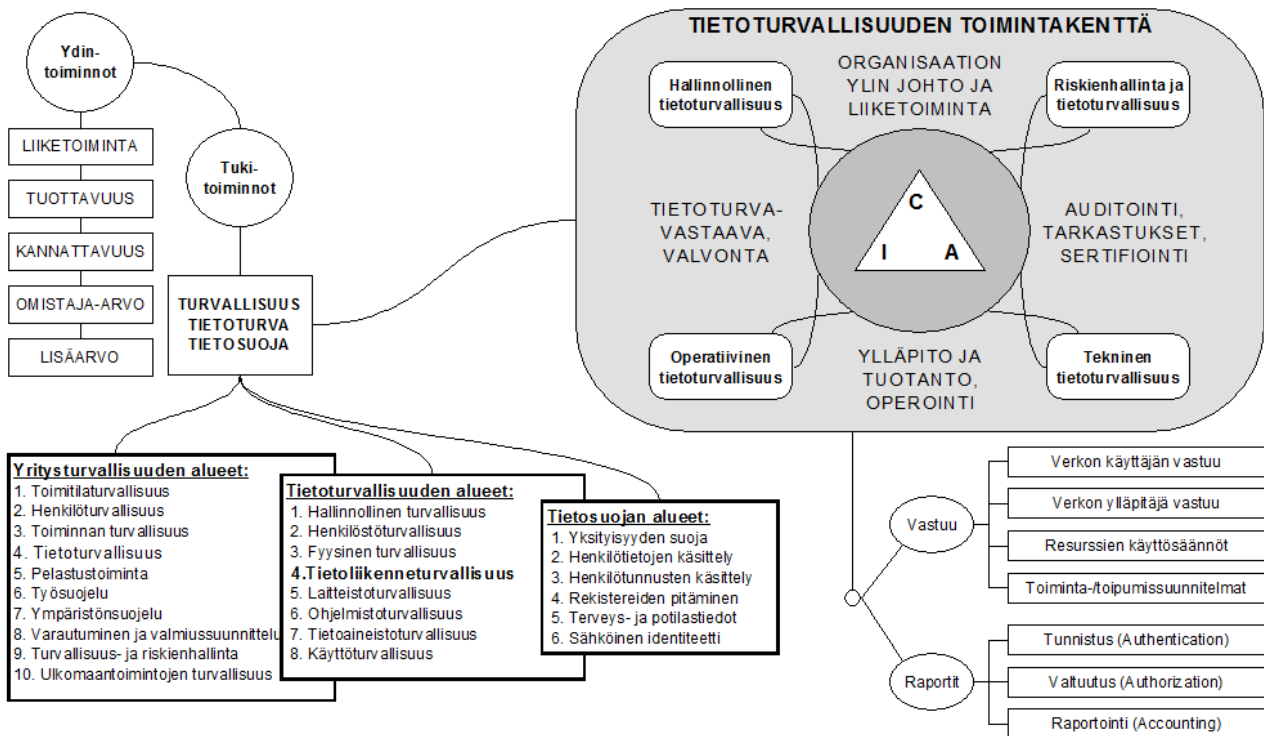 Ydin-
toiminnot
LIIKETOIMINTA
TUOTTAVUUS
KANNATTAVUUS
OMISTAJA-ARVO
LISÄARVO
Tuki-
toiminnot
TURVALLISUUS
TIETOTURVA
TIETOSUOJA
TIETOTURVALLISUUDEN TOIMINTAKENTTÄ
Hallinnollinen
tietoturvallisuus
ORGANISAATION
YLIN JOHTO JA
LIIKETOIMINTA
Riskienhallinta ja
tietoturvallisuus
TIETOTURVA-
VASTAAVA,
VALVONTA
C
I A
AUDITOINTI,
TARKASTUKSET,
SERTIFIOINTI
Operatiivinen
tietoturvallisuus
YLLÄPITO JA
TUOTANTO,
OPEROINTI
Tekninen
tietoturvallisuus
Yritysturvallisuuden alueet:
1. Toimitilaturvallisuus
2. Henkilöturvallisuus
3. Toiminnan turvallisuus
4. Tietoturvallisuus
5. Pelastustoiminta
6. Työsuojelu
7. Ympäristönsuojelu
8. Varautuminen ja valmiussuunnittelu
9. Turvallisuus- ja riskienhallinta
10. Ulkomaantoimintojen turvallisuus
Tietoturvallisuuden alueet:
1. Hallinnollinen turvallisuus
2. Henkilöstöturvallisuus
3. Fyysinen turvallisuus
4.Tietoliikenneturvallisuus
5. Laitteistoturvallisuus
6. Ohjelmistoturvallisuus
7. Tietoaineistoturvallisuus
8. Käyttöturvallisuus
Tietosuojan alueet:
1. Yksityisyyden suoja
2. Henkilötietojen käsittely
3. Henkilötunnusten käsittely
4. Rekistereiden pitäminen
5. Terveys- ja potilastiedot
6. Sähköinen identiteetti
Vastuu
Verkon käyttäjän vastuu
Verkon ylläpitäjä vastuu
Resurssien käyttösäännöt
Toiminta-/toipumissuunnitelmat
Raportit
Tunnistus (Authentication)
Valtuutus (Authorization)
Raportointi (Accounting)